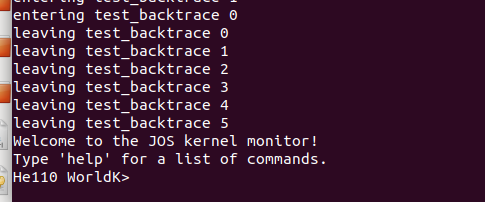 entering test_backtrace 1
entering test_backtrace 0
leaving test_backtrace 0
leaving test_backtrace 1
leaving test_backtrace 2
leaving test_backtrace 3
leaving test_backtrace 4
leaving test_backtrace 5
Welcome to the JOS kernel monitor!
Type 'help' for a list of commands.
He110 WorldK>